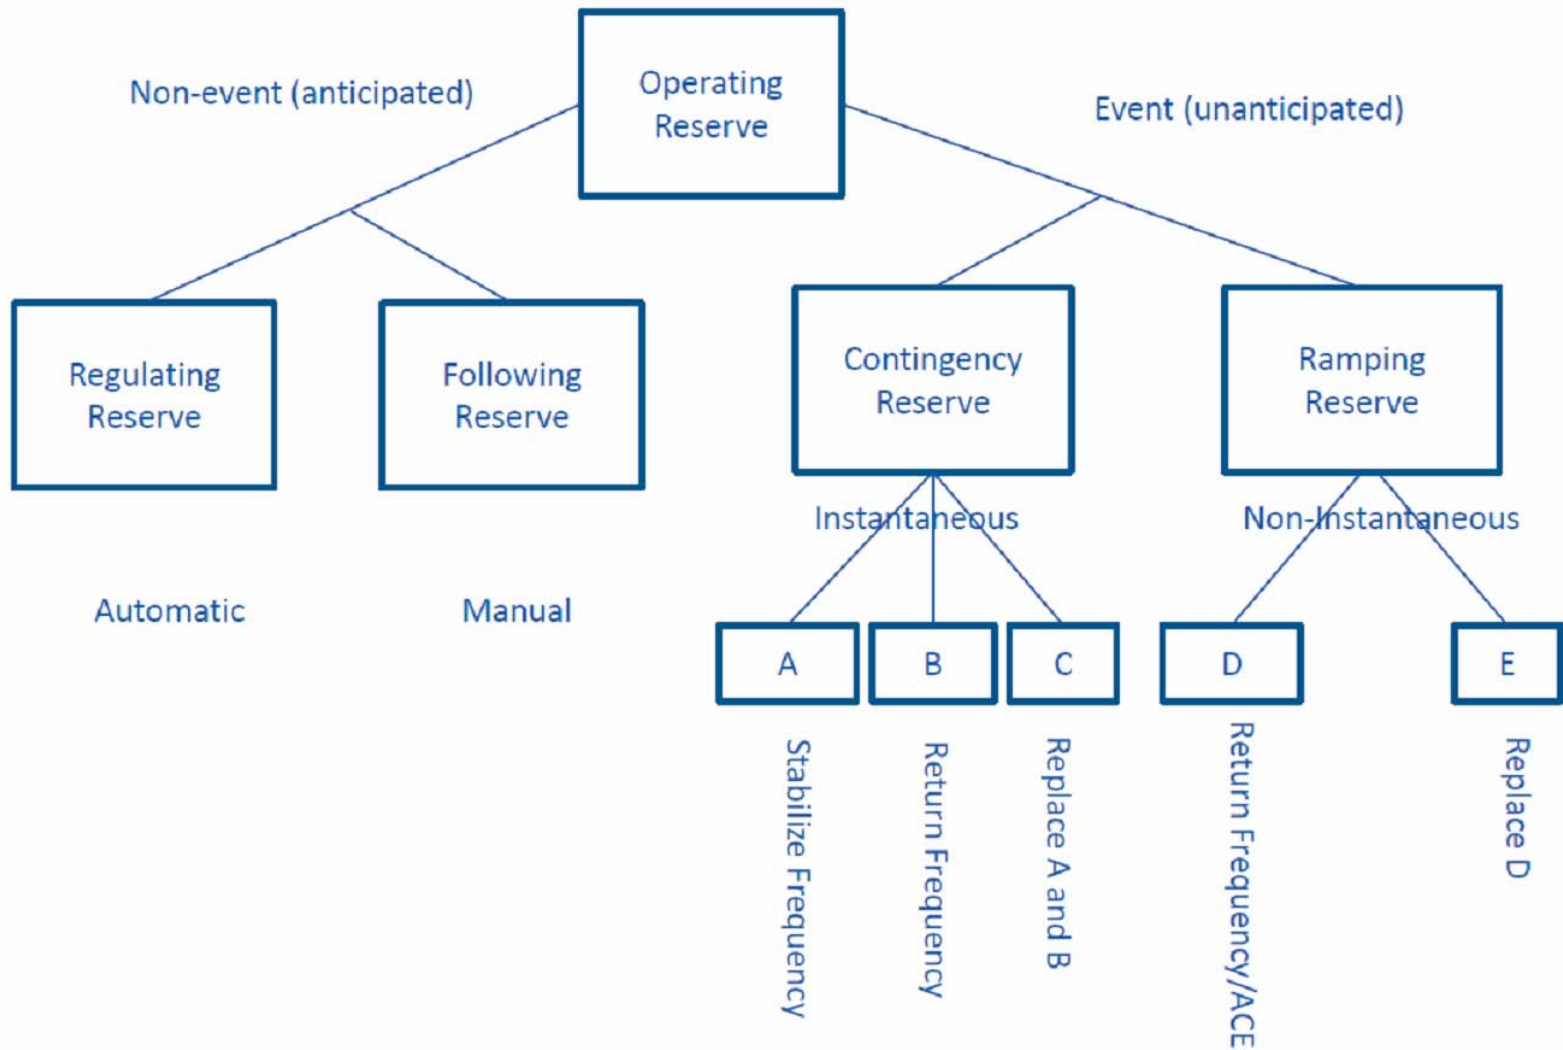 Non-event (anticipated)
Operating
Reserve
Event (unanticipated)
Regulating
Reserve
Following
Reserve
Contingency
Reserve
Ramping
Reserve
Instantaneous
Non-Instantaneous
Automatic
Manual
A
B
C
D
E
Stabilize Frequency
Return Frequency
Replace A and B
Return Frequency/ACE
Replace D